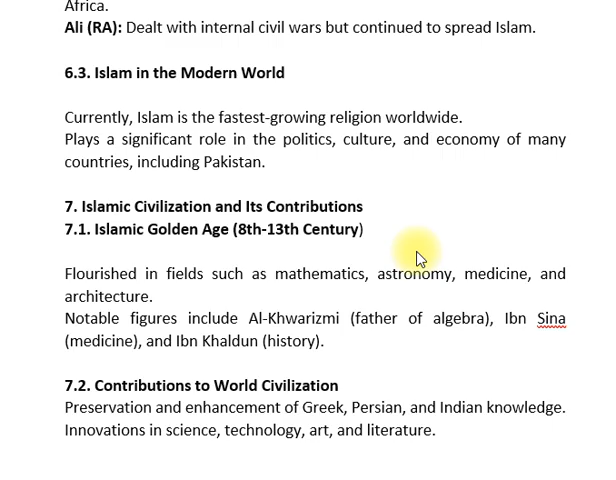 Africa.
Ali (RA): Dealt with internal civil wars but continued to spread Islam.
6.3. Islam in the Modern World
Currently, Islam is the fastest-growing religion worldwide.
Plays a significant role in the politics, culture, and economy of many
countries, including Pakistan.
7. Islamic Civilization and Its Contributions
7.1. Islamic Golden Age (8th-13th Century)
Flourished in fields such as mathematics, astronomy, medicine, and
architecture.
Notable figures include Al-Khwarizmi (father of algebra), Ibn Sina
(medicine), and Ibn Khaldun (history).
7.2. Contributions to World Civilization
Preservation and enhancement of Greek, Persian, and Indian knowledge.
Innovations in science, technology, art, and literature.